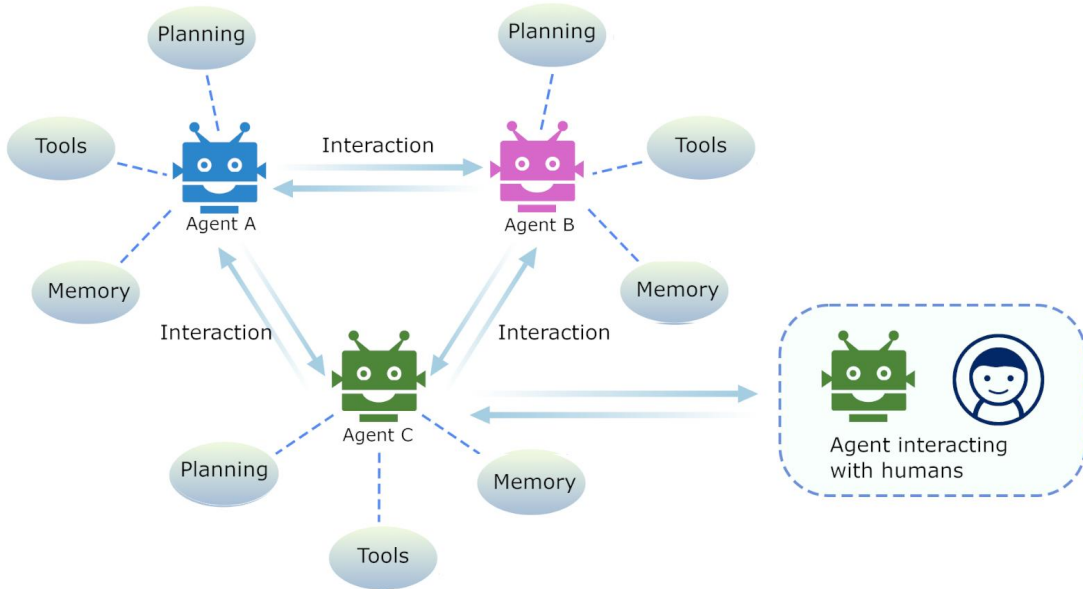 Planning
Planning
Tools
Interaction
Tools
Agent A
Agent B
Memory
Memory
Interaction
Interaction
Agent C
Agent interacting
with humans
Planning
Memory
Tools